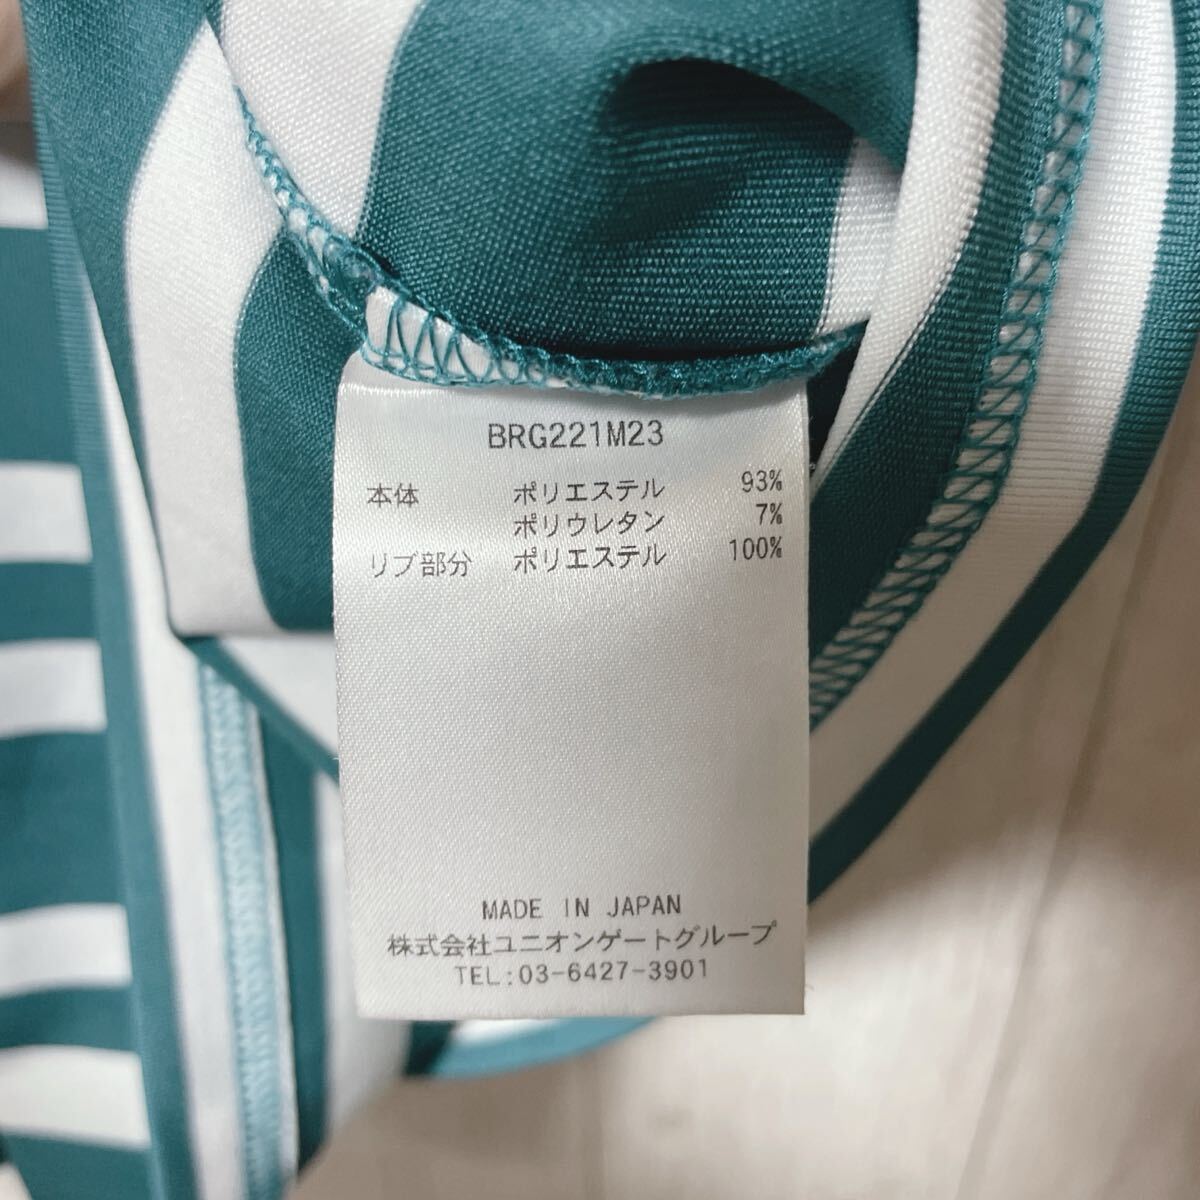 BRG221M23
本体 ポリエステル 93%
ポリウレタン 7%
リブ部分 ポリエステル 100%
MADE IN JAPAN
株式会社ユニオンゲートグループ
TEL:03-6427-3901